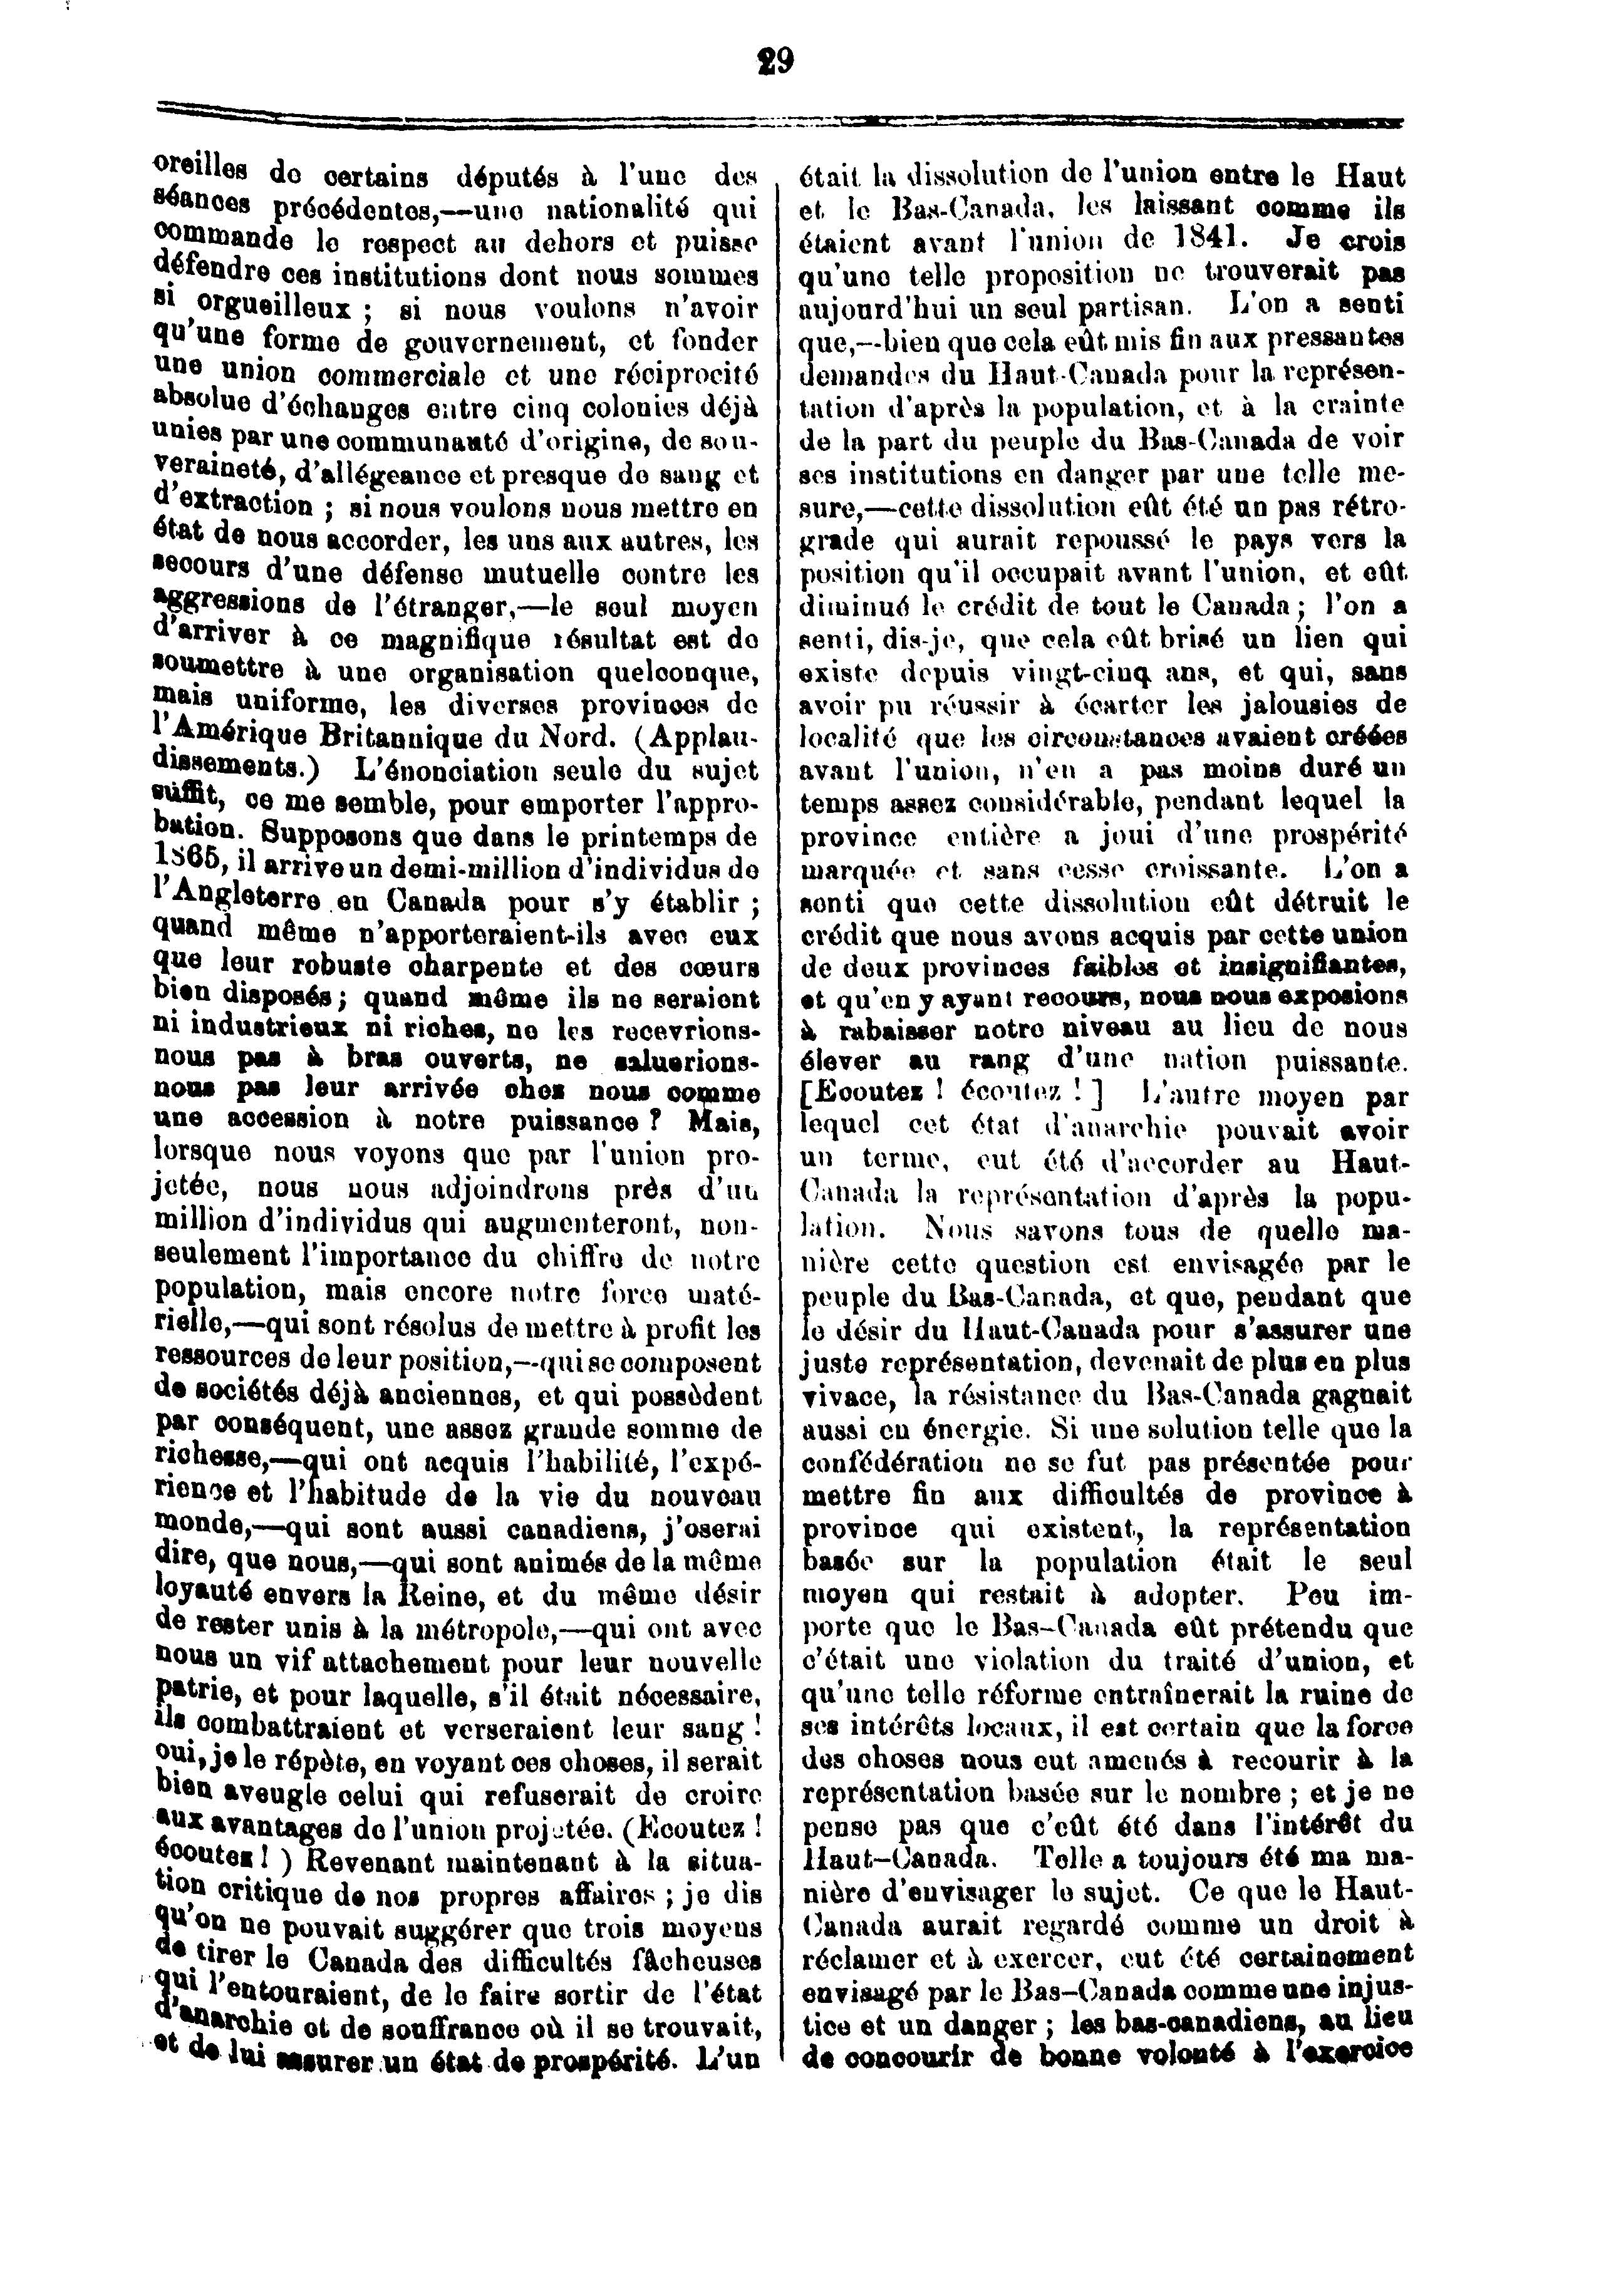 29
oreilles de certains députés à l'une des
séances précédentes,—une nationalité qui
commande le respect au dehors et puisse
défendre ces institutions dont nous sommes
si orgueilleux ; si nous voulons n'avoir
qu'une forme de gouvernement, et fonder
une union commerciale et une réciprocité
absolue d'échanges entre cinq colonies déjà
unies par une communauté d'origine, de sou-
veraineté, d'allégeance et presque de sang et
d'extraction ; si nous voulons nous mettre en
état de nous accorder, les uns aux autres, les
secours d'une défense mutuelle contre les
aggressions de l'étranger,—le seul moyen
d'arriver à ce magnifique résultat est de
soumettre à une organisation quelconque,
mais uniforme, les diverses provinces de
l'Amérique Britannique du Nord. (Applau-
dissements.) L'énonciation seule du sujet
suffit, ce me semble, pour emporter l'appro-
bation. Supposons que dans le printemps de
1865, il arrive un demi-million d'individus de
l'Angleterre en Canada pour s'y établir ;
quand même n'apporteraient-ils avec eux
que leur robuste charpente et des cœurs
bien disposés ; quand même ils ne seraient
ni industrieux ni riches, ne les recevrions-
nous pas à bras ouverts, ne saluerions-
nous pas leur arrivée chez nous comme
une accession à notre puissance ? Mais,
lorsque nous voyons que par l'union pro-
jetée, nous nous adjoindrons près d'un
million d'individus qui augmenteront, non-
seulement l'importance du chiffre de notre
population, mais encore notre force maté-
rielle,—qui sont résolus de mettre à profit les
ressources de leur position,—qui se composent
de sociétés déjà anciennes, et qui possèdent
par conséquent, une assez grande somme de
richesse,—qui ont acquis l'habilité, l'expé-
rience et l'habitude de la vie du nouveau
monde,—qui sont aussi canadiens, j'oserai
dire, que nous,—qui sont animés de la même
loyauté envers la Reine, et du même désir
de rester unis à la métropole,—qui ont avec
nous un vif attachement pour leur nouvelle
patrie, et pour laquelle, s'il était nécessaire,
ils combattraient et verseraient leur sang !
oui, je le répète, en voyant ces choses, il serait
bien aveugle celui qui refuserait de croire
aux avantages de l'union projetée. (Ecoutez !
écoutez ! ) Revenant maintenant à la situa-
tion critique de nos propres affaires ; je dis
qu'on ne pouvait suggérer que trois moyens
de tirer le Canada des difficultés fâcheuses
qui l'entouraient, de le faire sortir de l'état
d'anarchie et de souffrance où il se trouvait,
et de lui assurer un état de prospérité. L'un
était la dissolution de l'union entre le Haut
et le Bas-Canada, les laissant comme ils
étaient avant l'union de 1841. Je crois
qu'une telle proposition ne trouverait pas
aujourd'hui un seul partisan. L'on a senti
que,—bien que cela eût mis fin aux pressantes
demandes du Haut-Canada pour la représen-
tation d'après la population, et à la crainte
de la part du peuple du Bas-Canada de voir
ses institutions en danger par une telle me-
sure,—cette dissolution eût été un pas rétro-
grade qui aurait repoussé le pays vers la
position qu'il occupait avant l'union, et eût
diminué le crédit de tout le Canada ; l'on a
senti, dis-je, que cela eût brisé un lien qui
existe depuis vingt-cinq ans, et qui, sans
avoir pu réussir à écarter les jalousies de
localité que les circonstances avaient créées
avant l'union, n'en a pas moins duré un
temps assez considérable, pendant lequel la
province entière a joui d'une prospérité
marquée et sans cesse croissante. L'on a
senti que cette dissolution eût détruit le
crédit que nous avons acquis par cette union
de deux provinces faibles et insignifiantes,
et qu'en y ayant recours, nous nous exposions
à rabaisser notre niveau au lieu de nous
élever au rang d'une nation puissante.
[Ecoutez ! écoutez !] L'autre moyen par
lequel cet état d'anarchie pouvait avoir
un terme, eut été d'accorder au Haut-
Canada la représentation d'après la popu-
lation. Nous savons tous de quelle ma-
nière cette question est envisagée par le
peuple du Bas-Canada, et que, pendant que
le désir du Haut-Canada pour s'assurer une
juste représentation, devenait de plus en plus
vivace, la résistance du Bas-Canada gagnait
aussi en énergie. Si une solution telle que la
confédération ne se fut pas présentée pour
mettre fin aux difficultés de province à
province qui existent, la représentation
basée sur la population était le seul
moyen qui restait à adopter. Peu im-
porte que le Bas-Canada eût prétendu que
c'était une violation du traité d'union, et
qu'une telle réforme entraînerait la ruine de
ses intérêts locaux, il est certain que la force
des choses nous eut amenés à recourir à la
représentation basée sur le nombre ; et je ne
pense pas que c'eût été dans l'intérêt du
Haut-Canada. Telle a toujours été ma ma-
nière d'envisager le sujet. Ce que le Haut-
Canada aurait regardé comme un droit à
réclamer et à exercer, eut été certainement
envisagé par le Bas-Canada comme une injus-
tice et un danger ; les bas-canadiens, au lieu
de concourir de bonne volonté à l'exercice